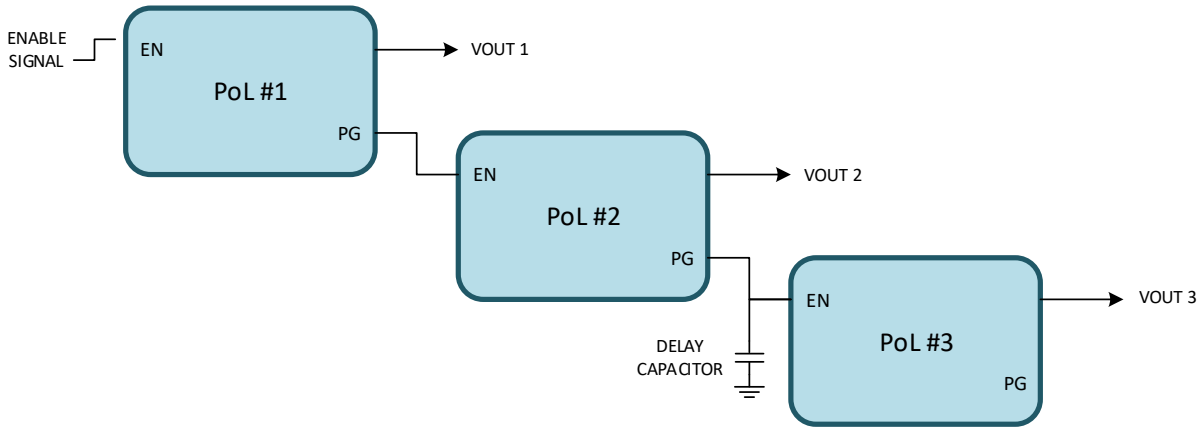 ENABLE
SIGNAL
EN
VOUT 1
PoL #1
PG
EN
VOUT 2
PoL #2
PG
EN
VOUT 3
DELAY
CAPACITOR
PoL #3
PG